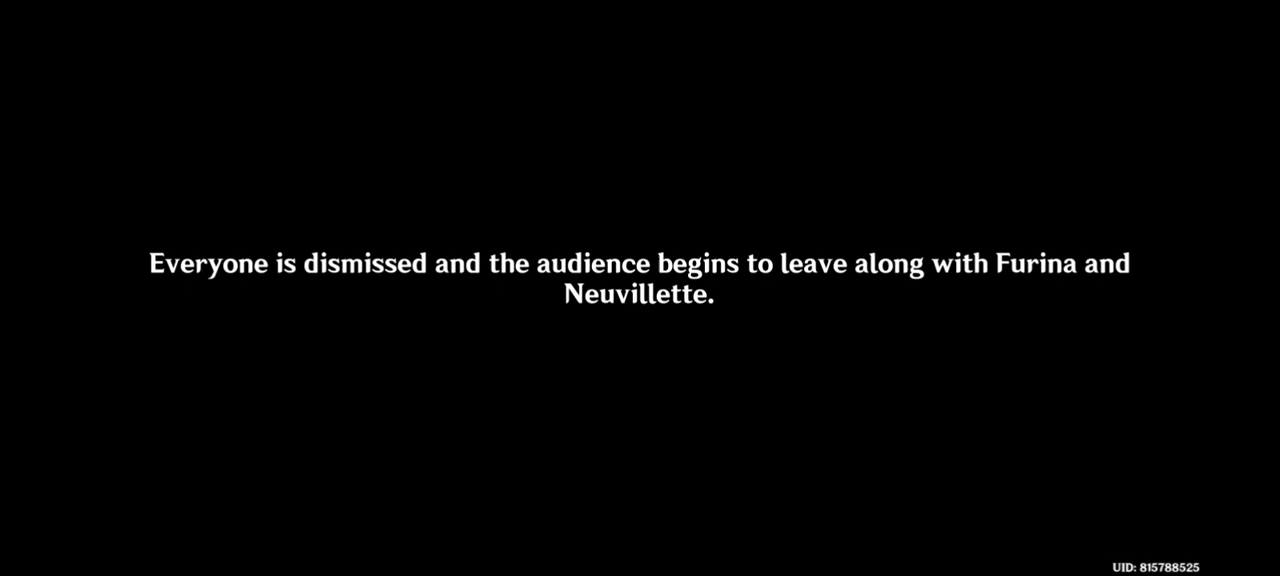 Everyone is dismissed and the audience begins to leave along with Furina and
Neuvillette.
UID: 815788525